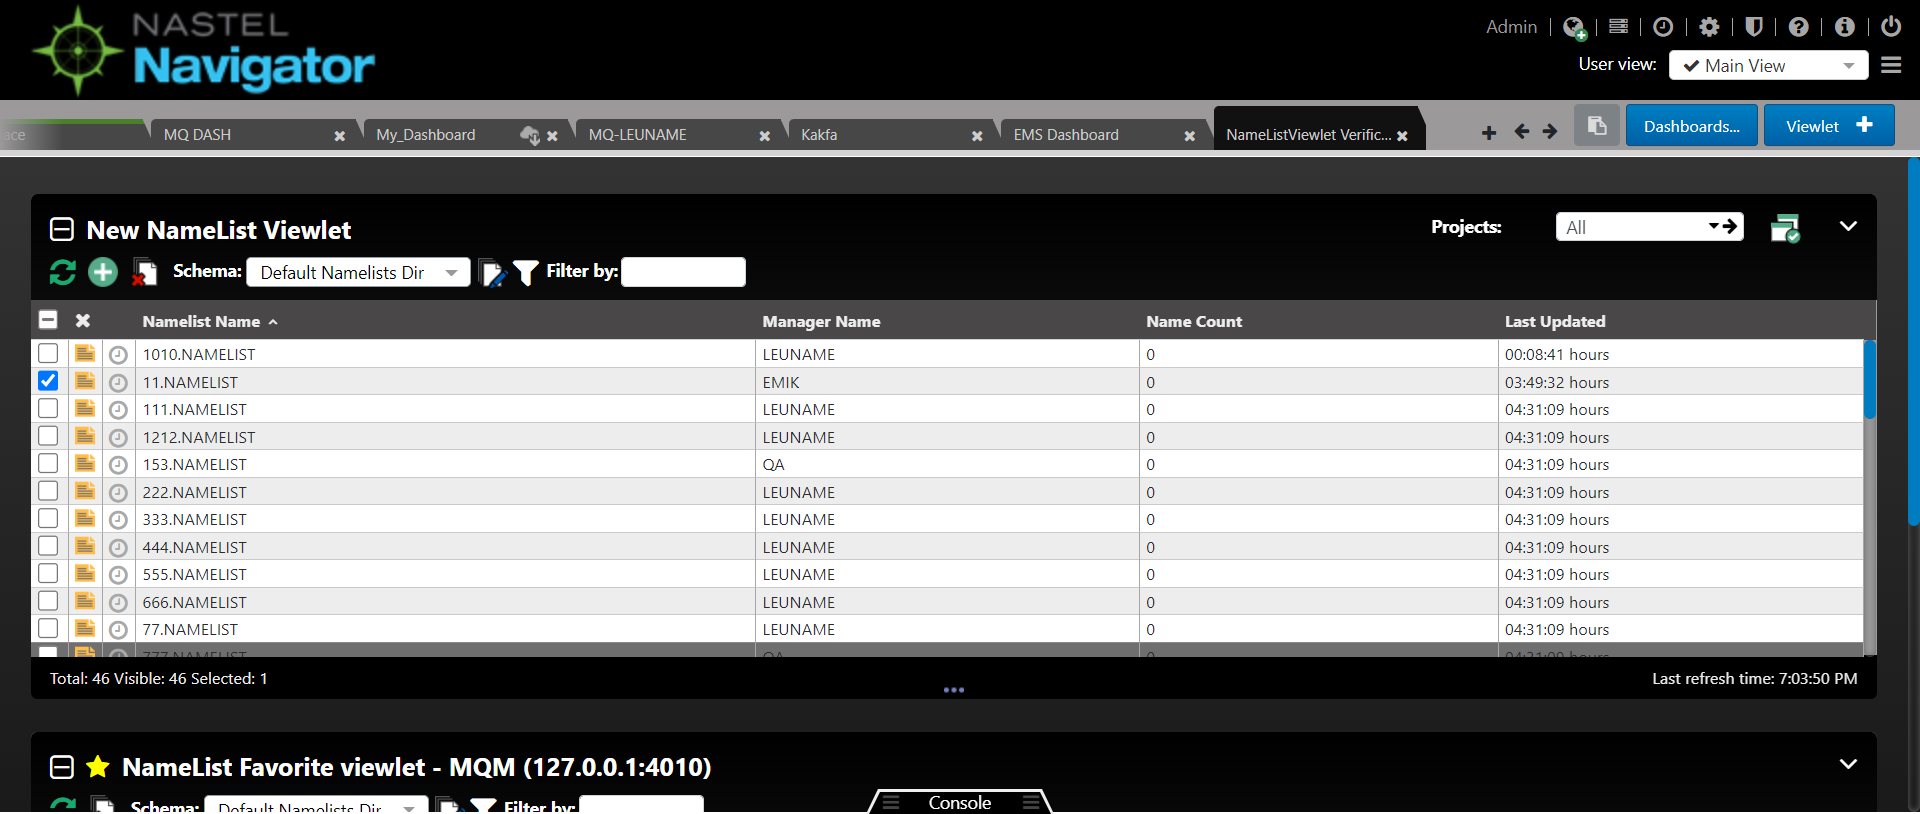 NASTEL
Navigator
Admin
User view: Main View
ace
MQ DASH
My_Dashboard
MQ-LEUNAME
Kakfa
EMS Dashboard
NameListViewlet Verific...
Dashboards...
Viewlet
New NameList Viewlet
Projects: All
Schema: Default Namelists Dir Filter by:
Namelist Name Manager Name Name Count Last Updated
1010.NAMELIST LEUNAME 0 00:08:41 hours
11.NAMELIST EMIK 0 03:49:32 hours
111.NAMELIST LEUNAME 0 04:31:09 hours
1212.NAMELIST LEUNAME 0 04:31:09 hours
153.NAMELIST QA 0 04:31:09 hours
222.NAMELIST LEUNAME 0 04:31:09 hours
333.NAMELIST LEUNAME 0 04:31:09 hours
444.NAMELIST LEUNAME 0 04:31:09 hours
555.NAMELIST LEUNAME 0 04:31:09 hours
666.NAMELIST LEUNAME 0 04:31:09 hours
77.NAMELIST LEUNAME 0 04:31:09 hours
777.NAMELIST QA 0 04:31:09 hours
Total: 46 Visible: 46 Selected: 1
Last refresh time: 7:03:50 PM
NameList Favorite viewlet - MQM (127.0.0.1:4010)
Schema: Default Namelists Dir Filter by:
Console